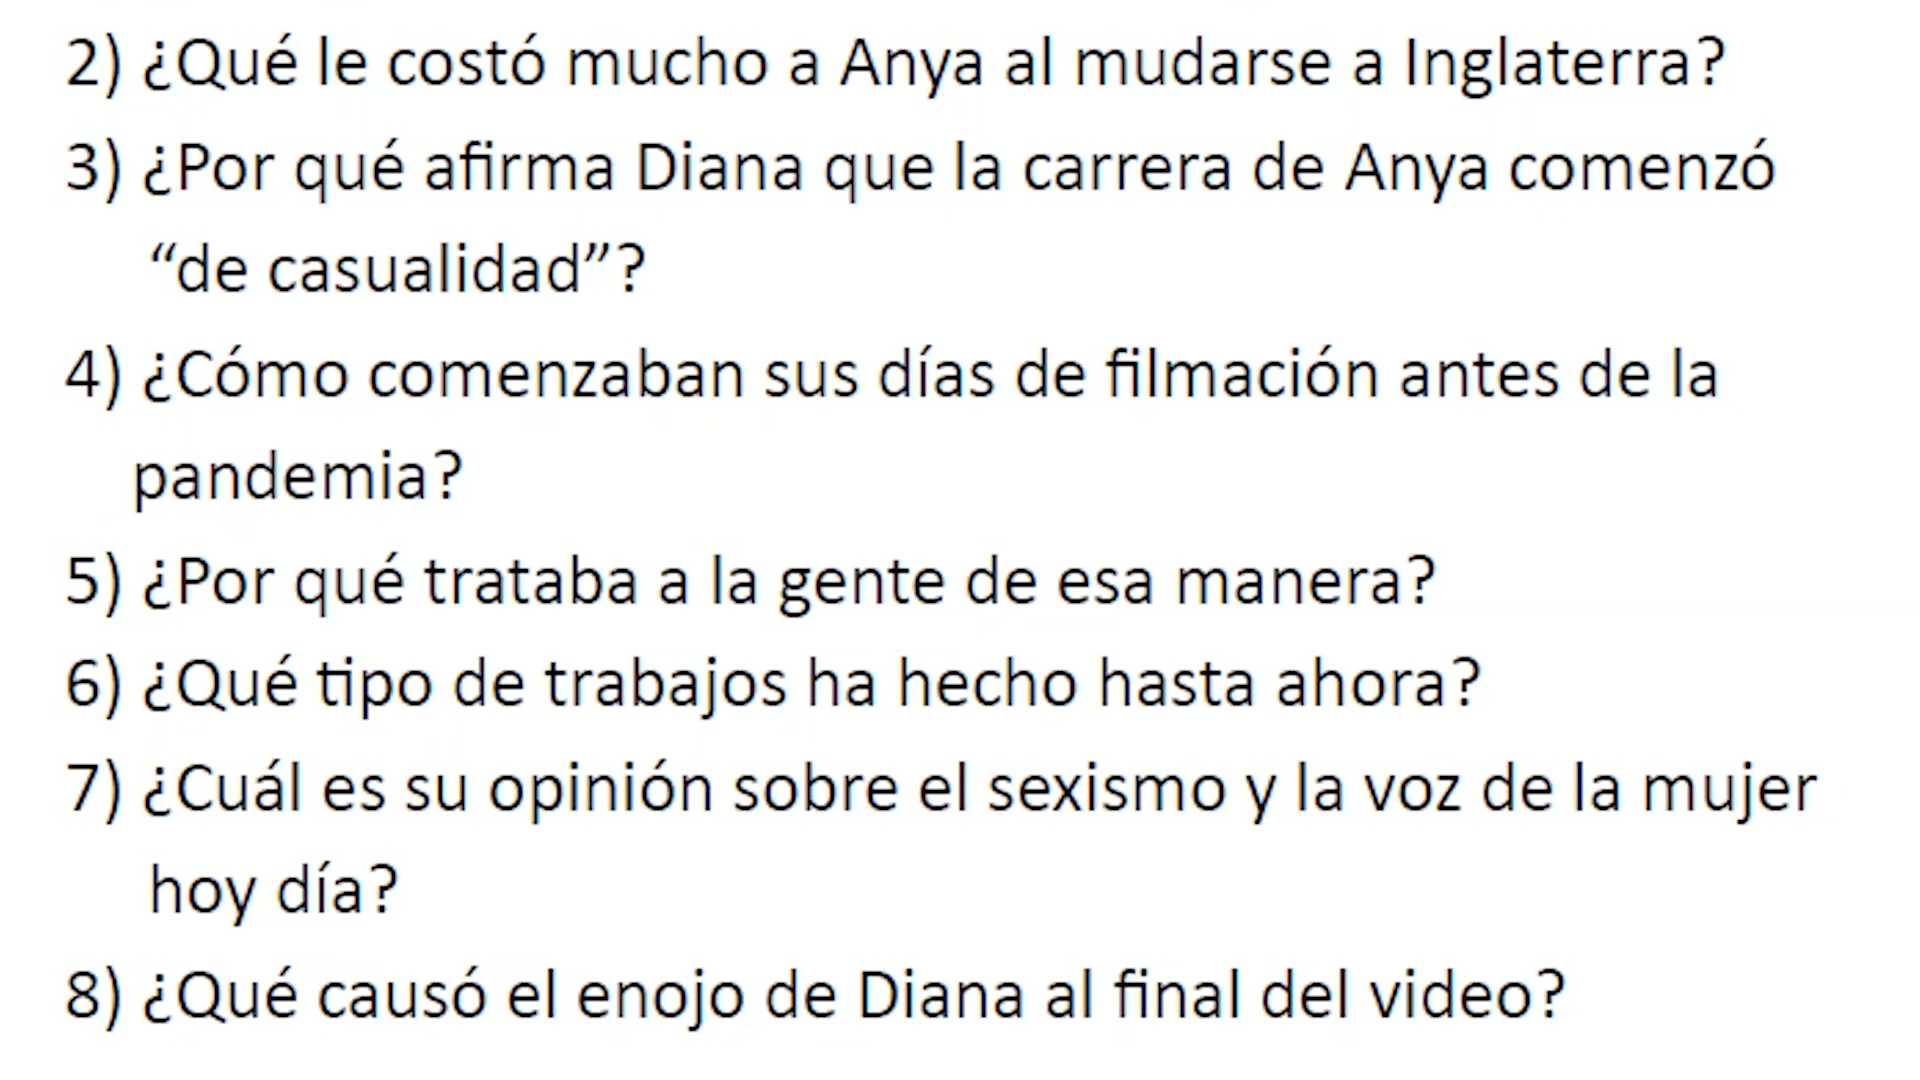 2) ¿Qué le costó mucho a Anya al mudarse a Inglaterra?
3) ¿Por qué afirma Diana que la carrera de Anya comenzó
“de casualidad”?
4) ¿Cómo comenzaban sus días de filmación antes de la
pandemia?
5) ¿Por qué trataba a la gente de esa manera?
6) ¿Qué tipo de trabajos ha hecho hasta ahora?
7) ¿Cuál es su opinión sobre el sexismo y la voz de la mujer
hoy día?
8) ¿Qué causó el enojo de Diana al final del video?